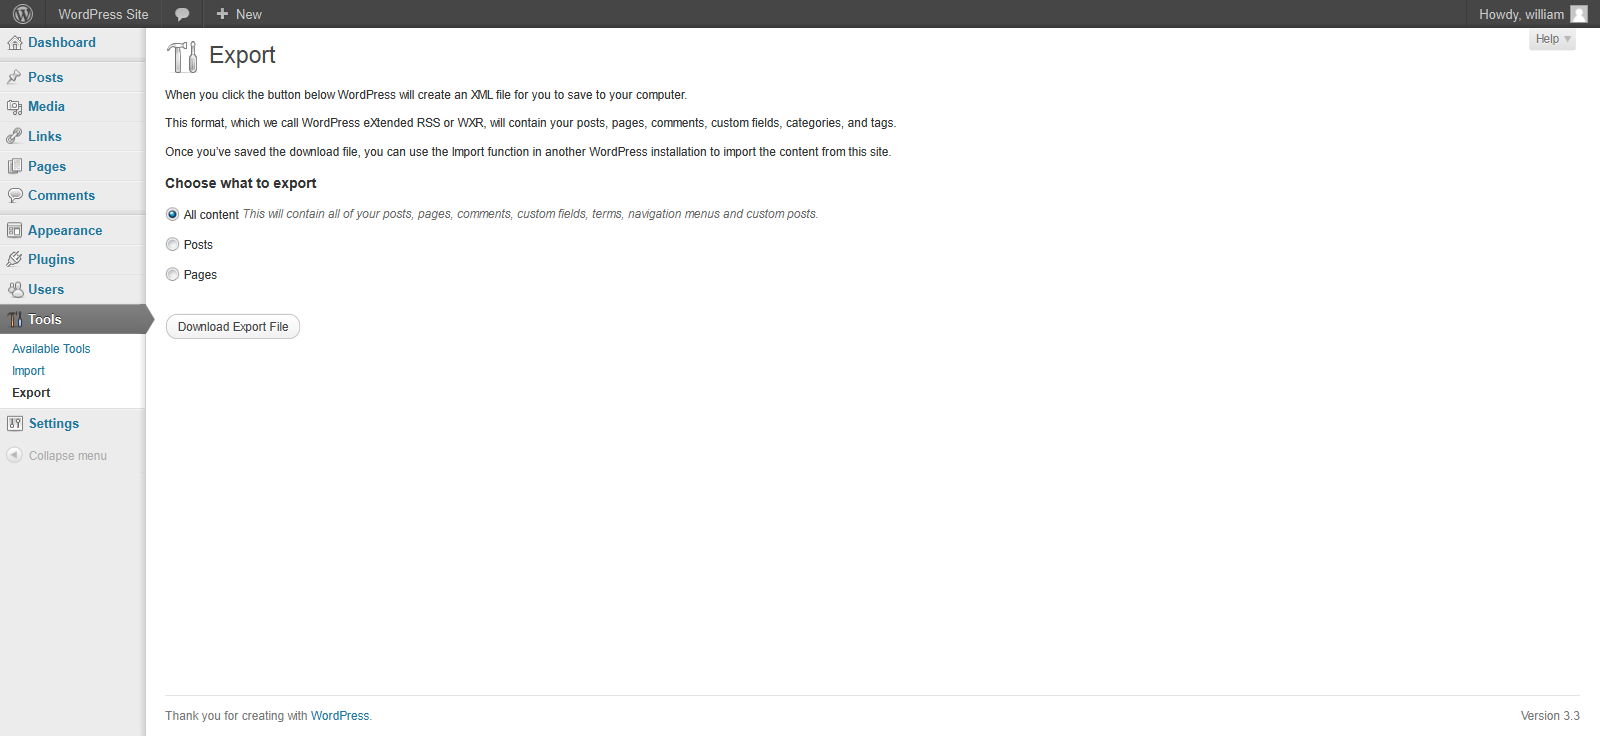 WordPress Site
New
Howdy, william
Help
Dashboard
Posts
Media
Links
Pages
Comments
Appearance
Plugins
Users
Tools
Available Tools
Import
Export
Settings
Collapse menu
Export
When you click the button below WordPress will create an XML file for you to save to your computer.
This format, which we call WordPress eXtended RSS or WXR, will contain your posts, pages, comments, custom fields, categories, and tags.
Once you’ve saved the download file, you can use the Import function in another WordPress installation to import the content from this site.
Choose what to export
All content This will contain all of your posts, pages, comments, custom fields, terms, navigation menus and custom posts.
Posts
Pages
Download Export File
Thank you for creating with WordPress.
Version 3.3